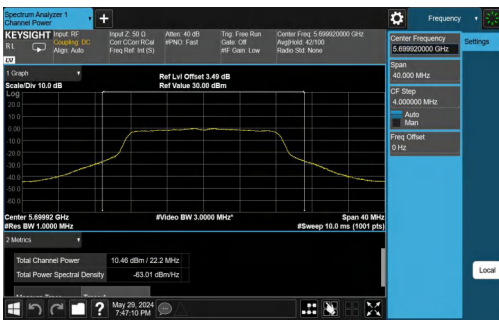 Spectrum Analyzer 1
Channel Power
Frequency
KEYSIGHT
Input: RF
Coupling: DC
Align: Auto
Input Z: 50 Ω
Corr CCorr RCal
Freq Ref: Int (S)
Atten: 40 dB
#PNO: Fast
Trig: Free Run
Gate: Off
#IF Gain: Low
Center Freq: 5.699920000 GHz
Avg|Hold: 42/100
Radio Std: None
RL
LW
1 Graph
Scale/Div 10.0 dB
Ref Lvl Offset 3.49 dB
Ref Value 30.00 dBm
Log
20.0
10.0
0.00
-10.0
-20.0
-30.0
-40.0
-50.0
-60.0
Center 5.69992 GHz
#Res BW 1.0000 MHz
#Video BW 3.0000 MHz*
Span 40 MHz
#Sweep 10.0 ms (1001 pts)
2 Metrics
Total Channel Power
10.46 dBm / 22.2 MHz
Total Power Spectral Density
-63.01 dBm/Hz
May 29, 2024
7:47:10 PM
Center Frequency
5.699920000 GHz
Settings
Span
40.000 MHz
CF Step
4.000000 MHz
Auto
Man
Freq Offset
0 Hz
Local